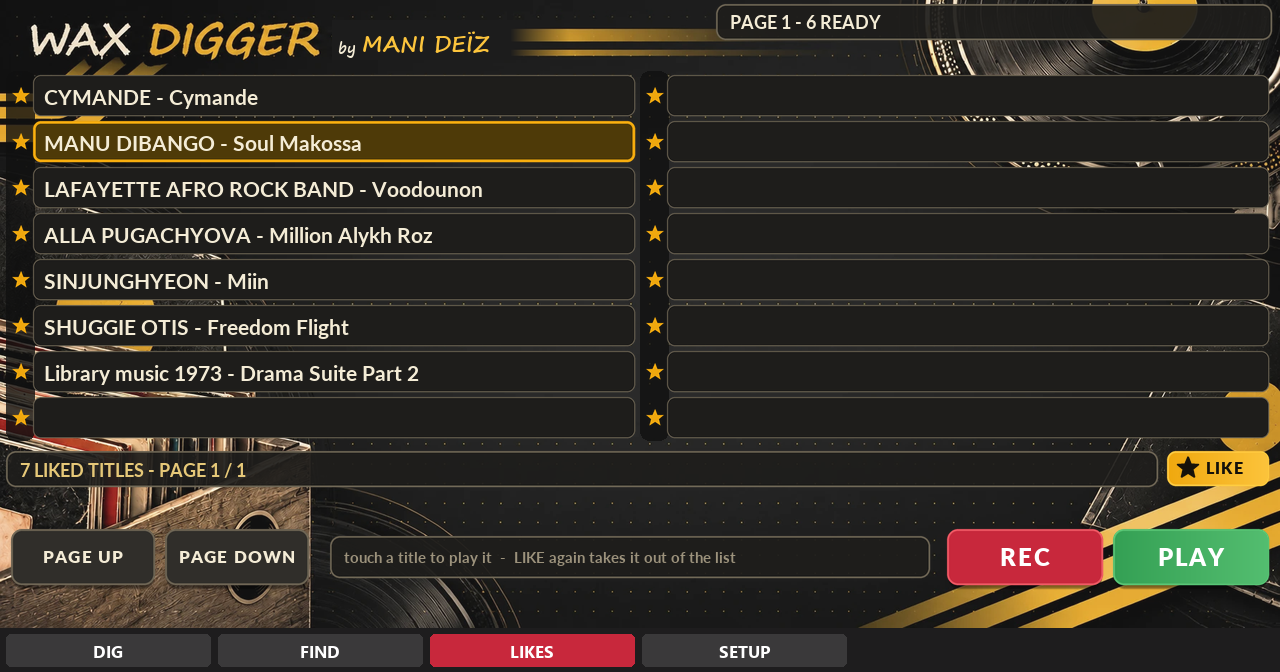 WAX DIGGER by MANI DEÏZ
PAGE 1 - 6 READY
CYMANDE - Cymande
MANU DIBANGO - Soul Makossa
LAFAYETTE AFRO ROCK BAND - Voodounon
ALLA PUGACHYOVA - Million Alykh Roz
SINJUNGHYEON - Miin
SHUGGIE OTIS - Freedom Flight
Library music 1973 - Drama Suite Part 2
7 LIKED TITLES - PAGE 1 / 1
LIKE
PAGE UP
PAGE DOWN
touch a title to play it - LIKE again takes it out of the list
REC
PLAY
DIG
FIND
LIKES
SETUP